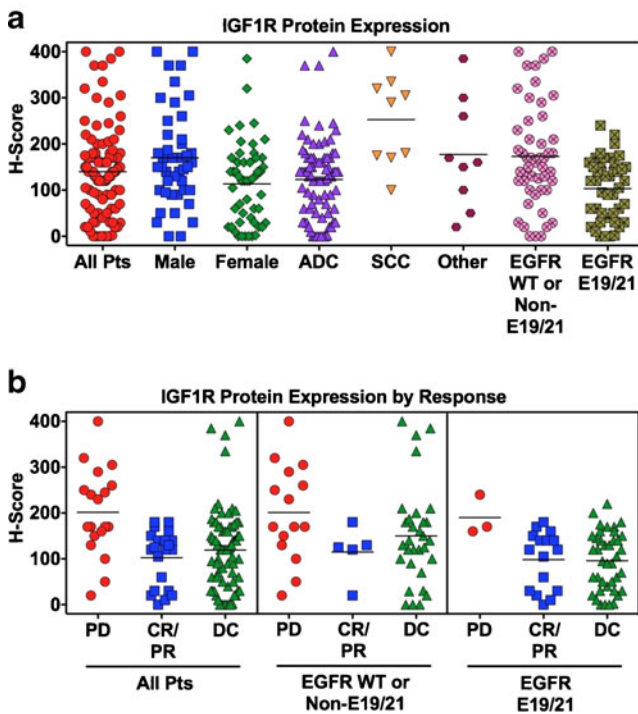 a
IGF1R Protein Expression
H-Score
400
300
200
100
0
All Pts Male Female ADC SCC Other EGFR WT or Non-E19/21 EGFR E19/21
b
IGF1R Protein Expression by Response
H-Score
400
300
200
100
0
PD CR/PR DC PD CR/PR DC PD CR/PR DC
All Pts EGFR WT or Non-E19/21 EGFR E19/21